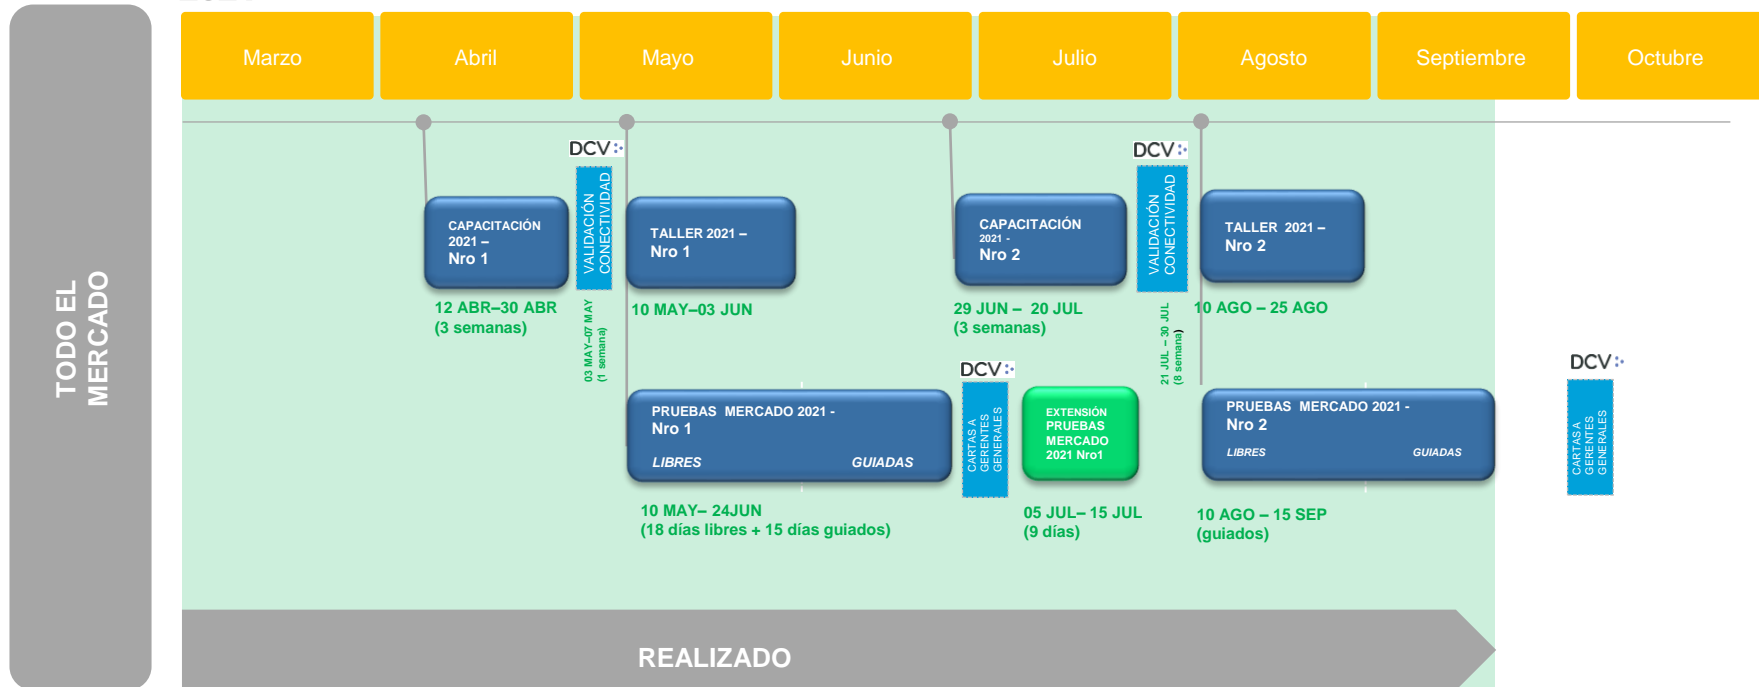 TODO EL
MERCADO
Marzo
Abril
Mayo
Junio
Julio
Agosto
Septiembre
Octubre
DCV
DCV
CAPACITACIÓN
2021 –
Nro 1
VALIDACIÓN
CONECTIVIDAD
TALLER 2021 –
Nro 1
CAPACITACIÓN
2021 -
Nro 2
VALIDACIÓN
CONECTIVIDAD
TALLER 2021 –
Nro 2
12 ABR–30 ABR
(3 semanas)
03 MAY–07 MAY
(1 semana)
10 MAY–03 JUN
29 JUN – 20 JUL
(3 semanas)
21 JUL – 30 JUL
(8 semana)
10 AGO – 25 AGO
PRUEBAS MERCADO 2021 -
Nro 1
LIBRES
GUIADAS
DCV
CARTAS A
GERENTES
GENERALES
EXTENSIÓN
PRUEBAS
MERCADO
2021 Nro1
PRUEBAS MERCADO 2021 -
Nro 2
LIBRES
GUIADAS
DCV
CARTAS A
GERENTES
GENERALES
10 MAY– 24JUN
(18 días libres + 15 días guiados)
05 JUL– 15 JUL
(9 días)
10 AGO – 15 SEP
(guiados)
REALIZADO